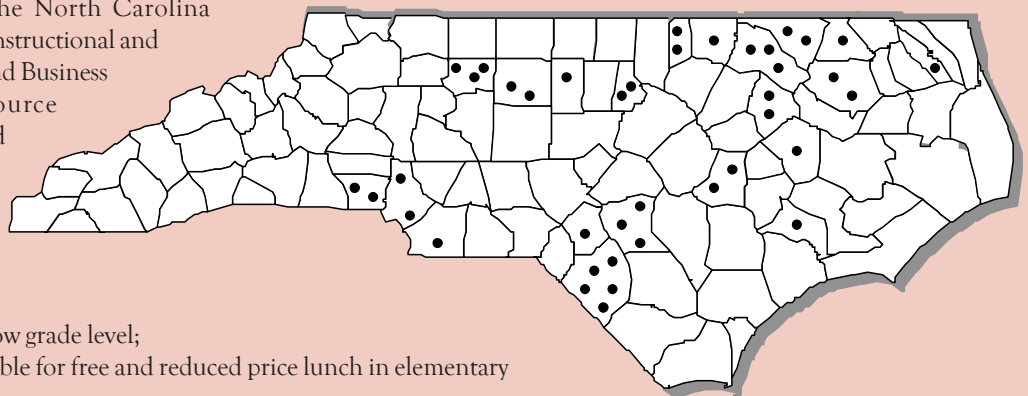 he North Carolina
nstructional and
nd Business
ource
d
ow grade level;
ble for free and reduced price lunch in elementary